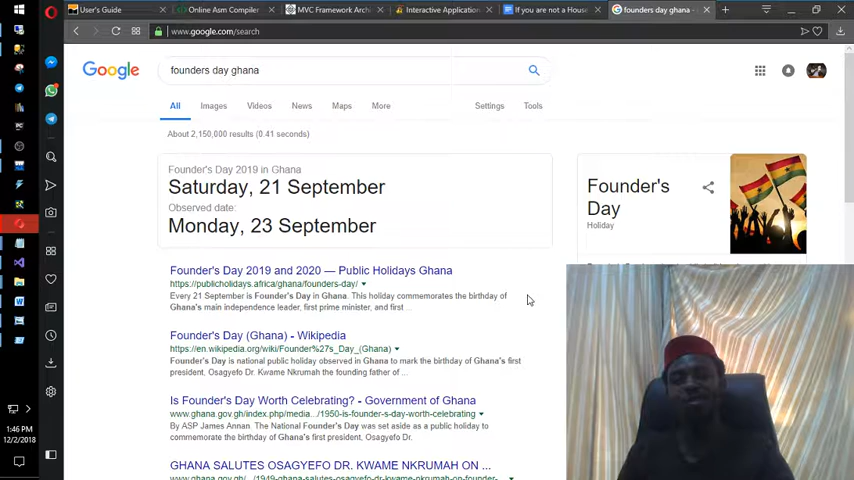 User's Guide
Online Asm Compiler
MVC Framework Archi
Interactive Application
If you are not a House
founders day ghana
www.google.com/search
Google
founders day ghana
All
Images
Videos
News
Maps
More
Settings
Tools
About 2,150,000 results (0.41 seconds)
Founder's Day 2019 in Ghana
Saturday, 21 September
Observed date:
Monday, 23 September
Founder's Day
Holiday
Founder's Day 2019 and 2020 — Public Holidays Ghana
https://publicholidays.africa/ghana/founders-day/
Every 21 September is Founder's Day in Ghana. This holiday commemorates the birthday of
Ghana's main independence leader, first prime minister, and first ...
Founder's Day (Ghana) - Wikipedia
https://en.wikipedia.org/wiki/Founder%27s_Day_(Ghana)
Founder's Day is national public holiday observed in Ghana to mark the birthday of Ghana's first
president, Osagyefo Dr. Kwame Nkrumah the founding father of ...
Is Founder's Day Worth Celebrating? - Government of Ghana
www.ghana.gov.gh/index.php/media.../1950-is-founder-s-day-worth-celebrating
By ASP James Annan. The National Founder's Day was set aside as a public holiday to
commemorate the birthday of Ghana's first president, Osagyefo Dr.
GHANA SALUTES OSAGYEFO DR. KWAME NKRUMAH ON ...
1:46 PM
12/2/2018